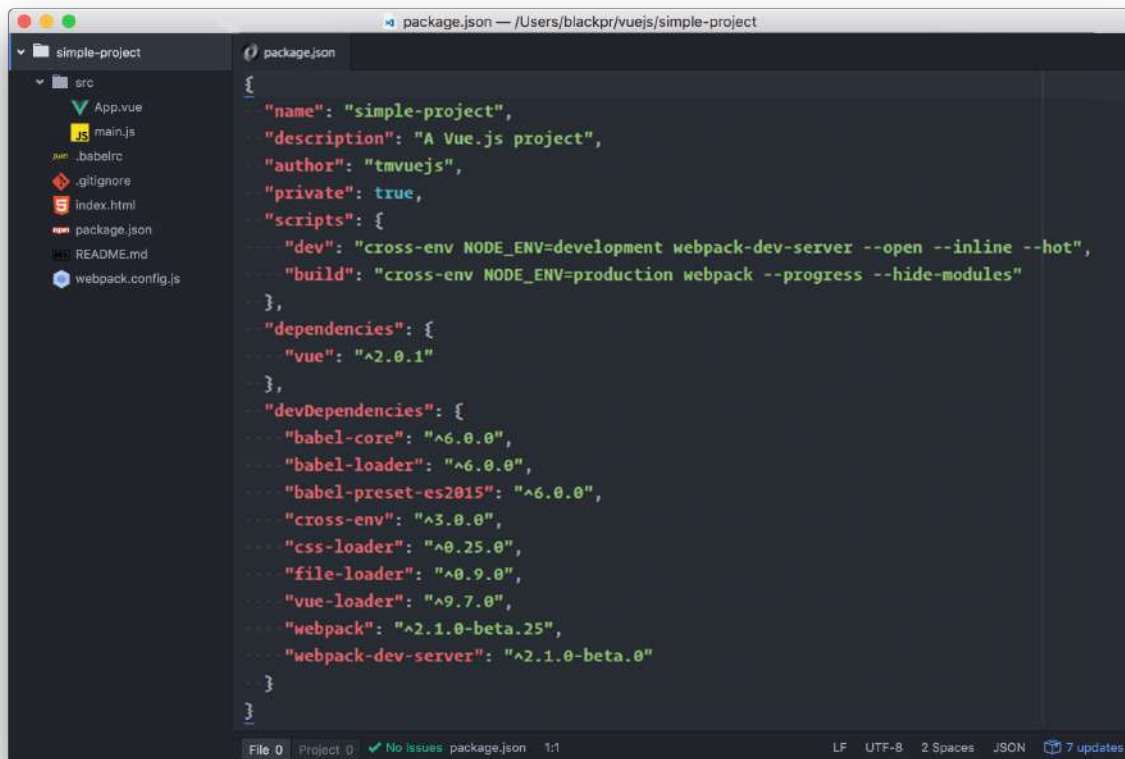 package.json — /Users/blackpr/vuejs/simple-project
simple-project
src
App.vue
main.js
.babelrc
.gitignore
index.html
package.json
README.md
webpack.config.js
package.json
{
"name": "simple-project",
"description": "A Vue.js project",
"author": "tmvuejs",
"private": true,
"scripts": {
"dev": "cross-env NODE_ENV=development webpack-dev-server --open --inline --hot",
"build": "cross-env NODE_ENV=production webpack --progress --hide-modules"
},
"dependencies": {
"vue": "^2.0.1"
},
"devDependencies": {
"babel-core": "^6.0.0",
"babel-loader": "^6.0.0",
"babel-preset-es2015": "^6.0.0",
"cross-env": "^3.0.0",
"css-loader": "^0.25.0",
"file-loader": "^0.9.0",
"vue-loader": "^9.7.0",
"webpack": "^2.1.0-beta.25",
"webpack-dev-server": "^2.1.0-beta.0"
}
}
File 0 Project 0 No Issues package.json 1:1 LF UTF-8 2 Spaces JSON 7 updates